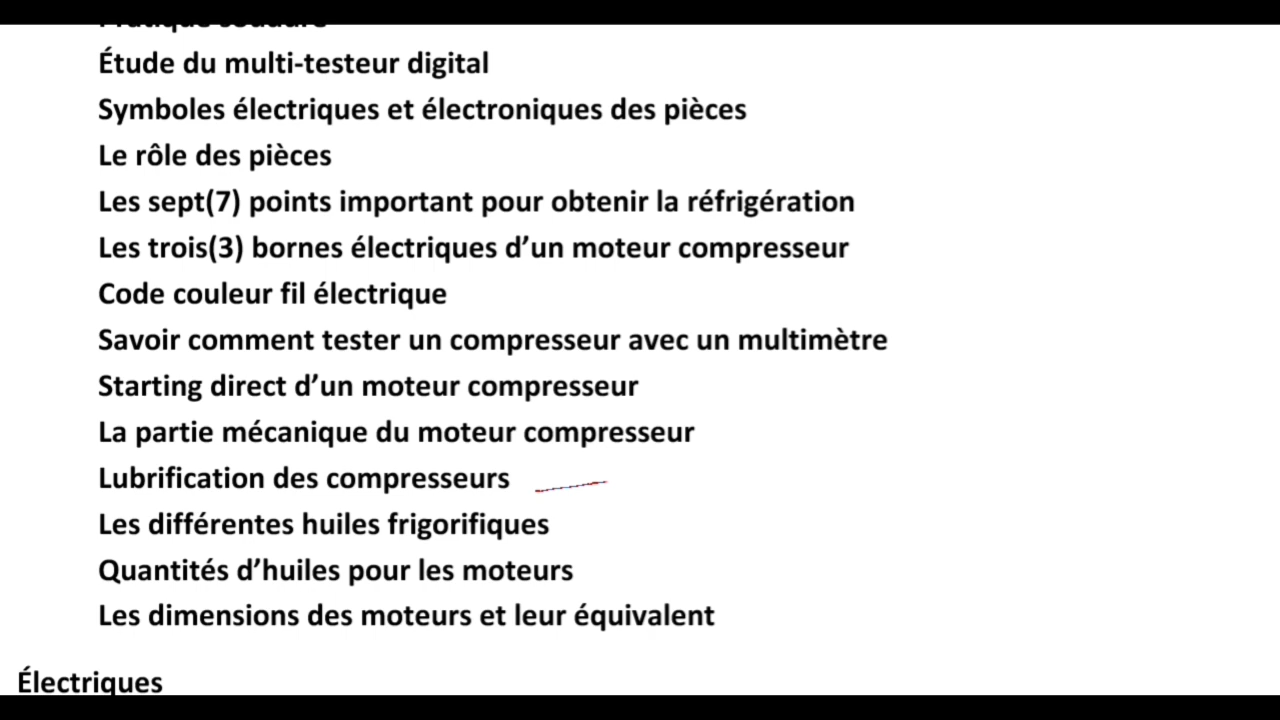 Pratique soudure
Étude du multi-testeur digital
Symboles électriques et électroniques des pièces
Le rôle des pièces
Les sept(7) points important pour obtenir la réfrigération
Les trois(3) bornes électriques d’un moteur compresseur
Code couleur fil électrique
Savoir comment tester un compresseur avec un multimètre
Starting direct d’un moteur compresseur
La partie mécanique du moteur compresseur
Lubrification des compresseurs
Les différentes huiles frigorifiques
Quantités d’huiles pour les moteurs
Les dimensions des moteurs et leur équivalent
Électriques